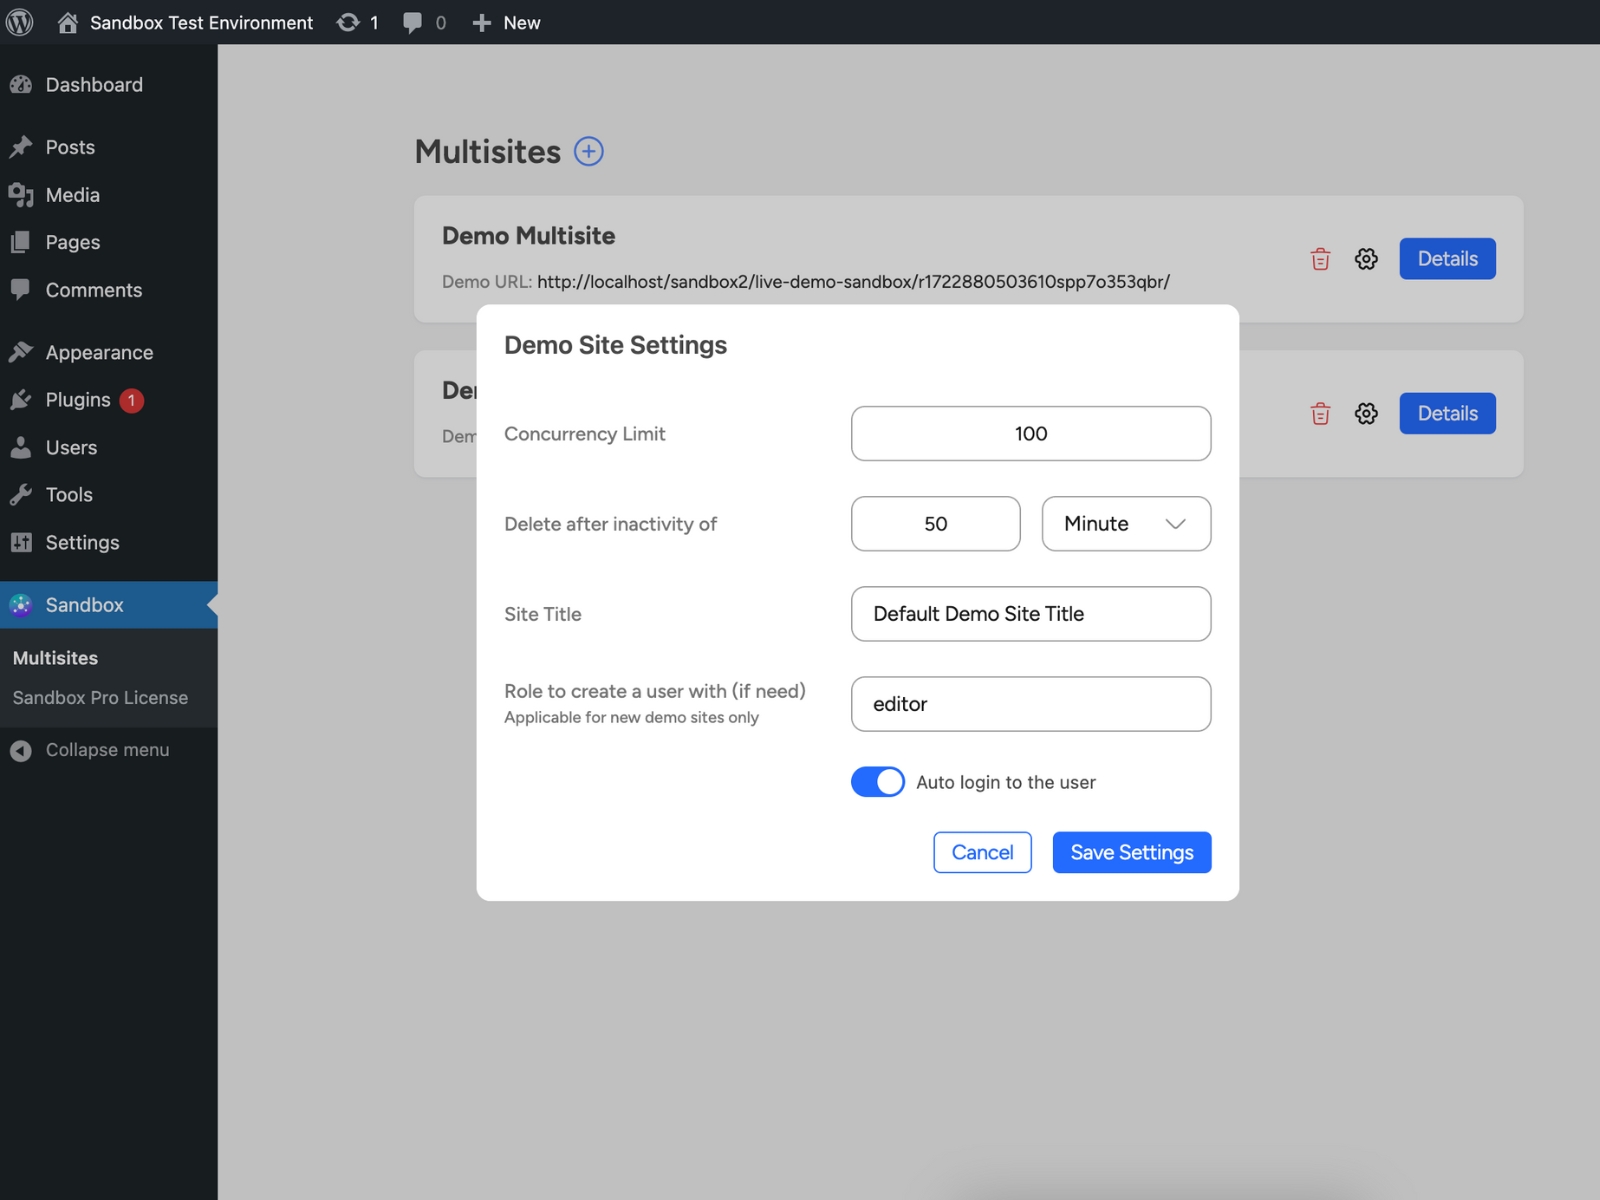 Sandbox Test Environment 1 0 New
Dashboard
Posts
Media
Pages
Comments
Appearance
Plugins 1
Users
Tools
Settings
Sandbox
Multisites
Sandbox Pro License
Collapse menu
Multisites
Demo Multisite
Demo URL: http://localhost/sandbox2/live-demo-sandbox/r1722880503610spp7o353qbr/
Details
Details
Demo Site Settings
Concurrency Limit 100
Delete after inactivity of 50 Minute
Site Title Default Demo Site Title
Role to create a user with (if need) editor
Applicable for new demo sites only
Auto login to the user
Cancel Save Settings